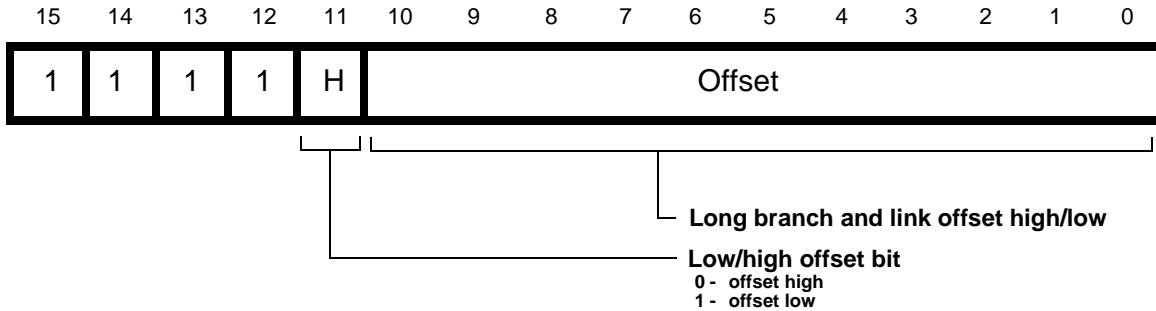 15 14 13 12 11 10 9 8 7 6 5 4 3 2 1 0
1 1 1 1 H Offset
Long branch and link offset high/low
Low/high offset bit
0 - offset high
1 - offset low